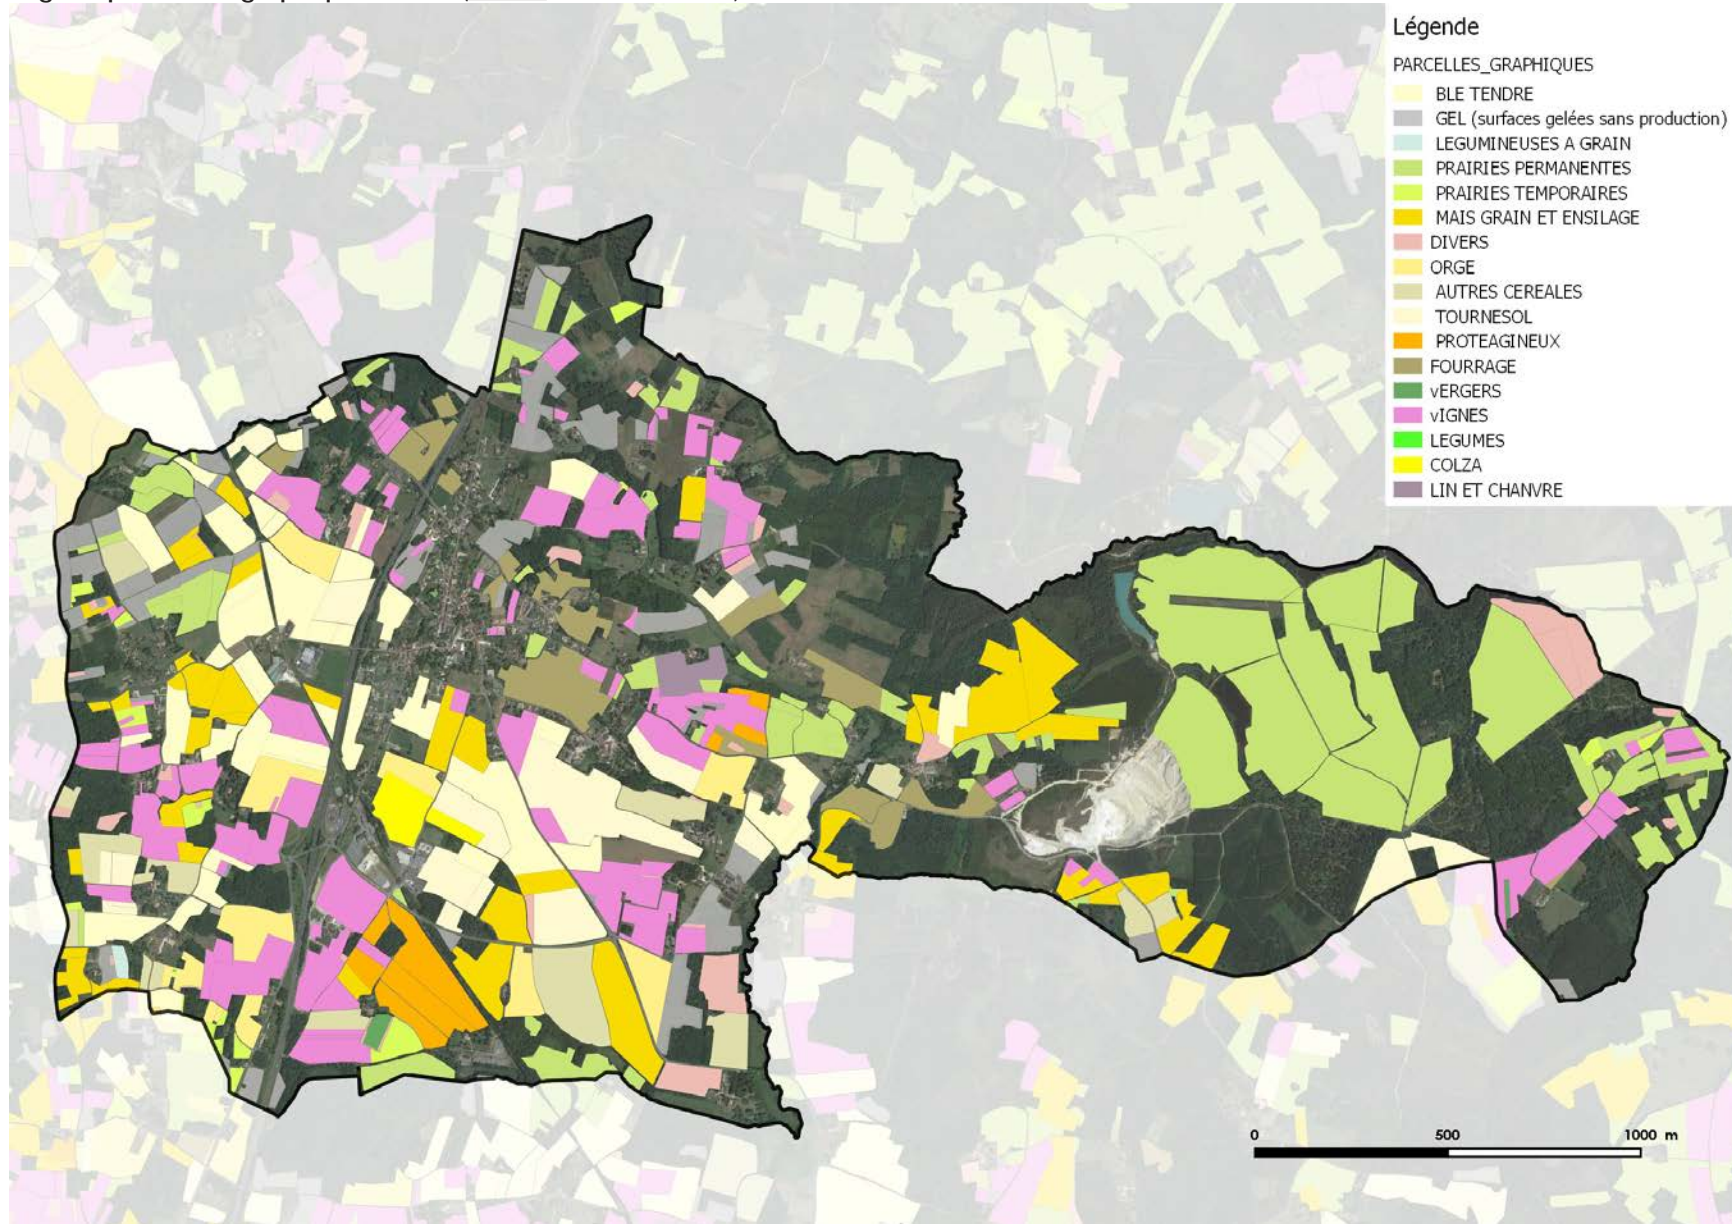 Légende
PARCELLES_GRAPHIQUES
BLE TENDRE
GEL (surfaces gelées sans production)
LEGUMINEUSES A GRAIN
PRAIRIES PERMANENTES
PRAIRIES TEMPORAIRES
MAIS GRAIN ET ENSILAGE
DIVERS
ORGE
AUTRES CEREALES
TOURNESOL
PROTEAGINEUX
FOURRAGE
vERGERS
vIGNES
LEGUMES
COLZA
LIN ET CHANVRE
0 500 1000 m